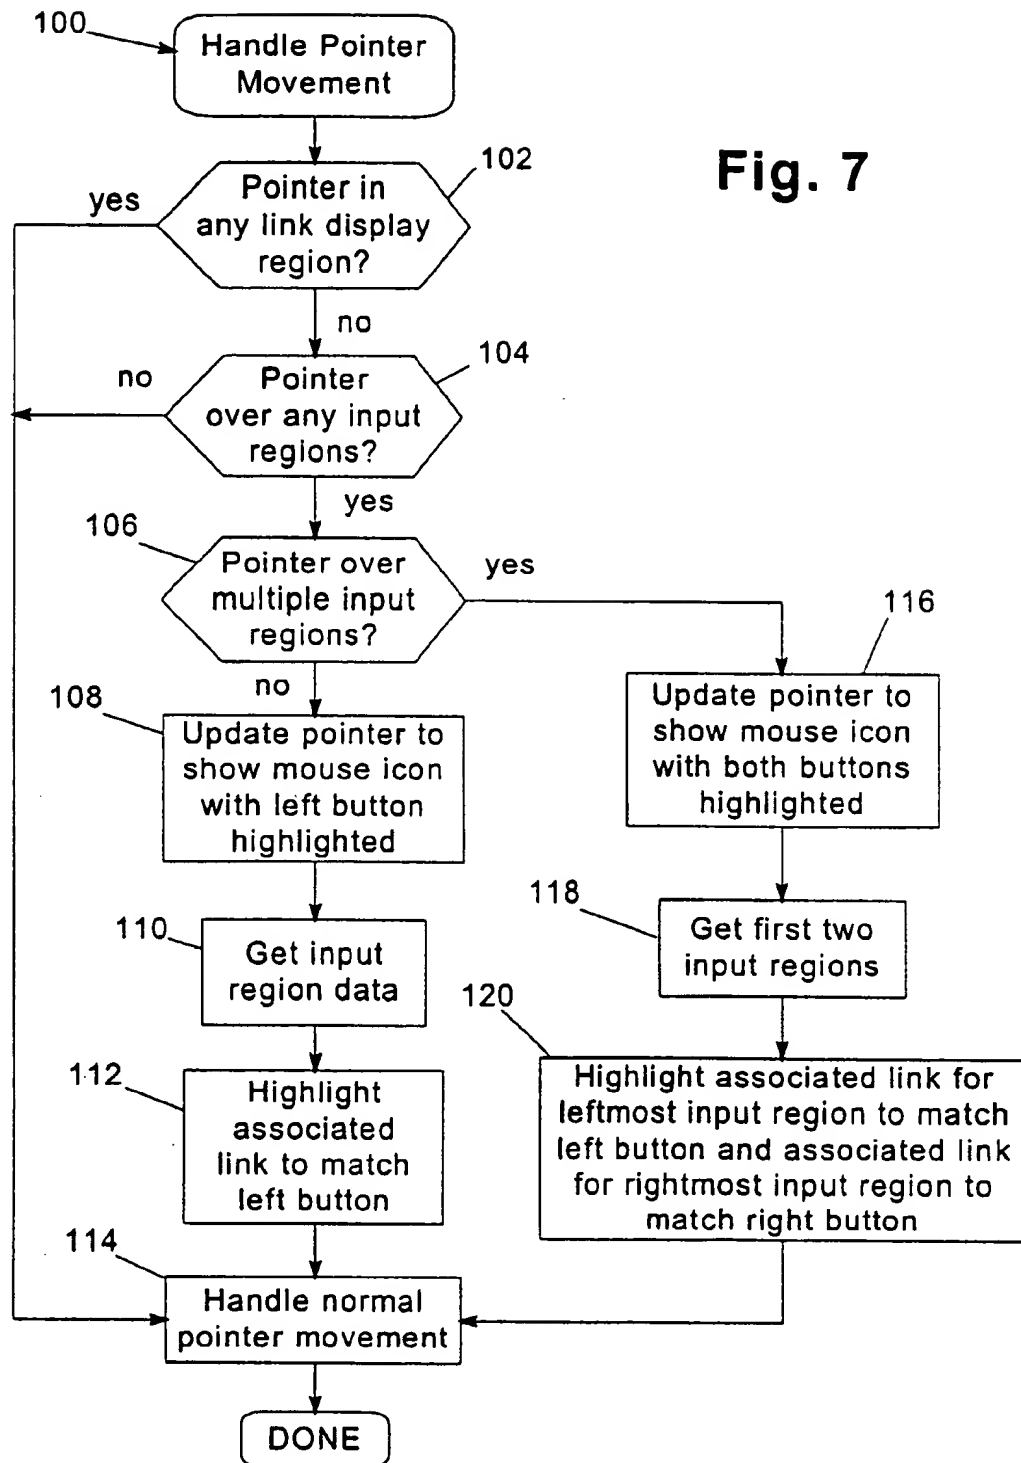 100
Handle Pointer
Movement
Fig. 7
102
Pointer in
any link display
region?
yes
no
104
Pointer
over any input
regions?
no
yes
106
Pointer over
multiple input
regions?
yes
no
108
Update pointer to
show mouse icon
with left button
highlighted
116
Update pointer to
show mouse icon
with both buttons
highlighted
110
Get input
region data
118
Get first two
input regions
112
Highlight
associated
link to match
left button
120
Highlight associated link for
leftmost input region to match
left button and associated link
for rightmost input region to
match right button
114
Handle normal
pointer movement
DONE